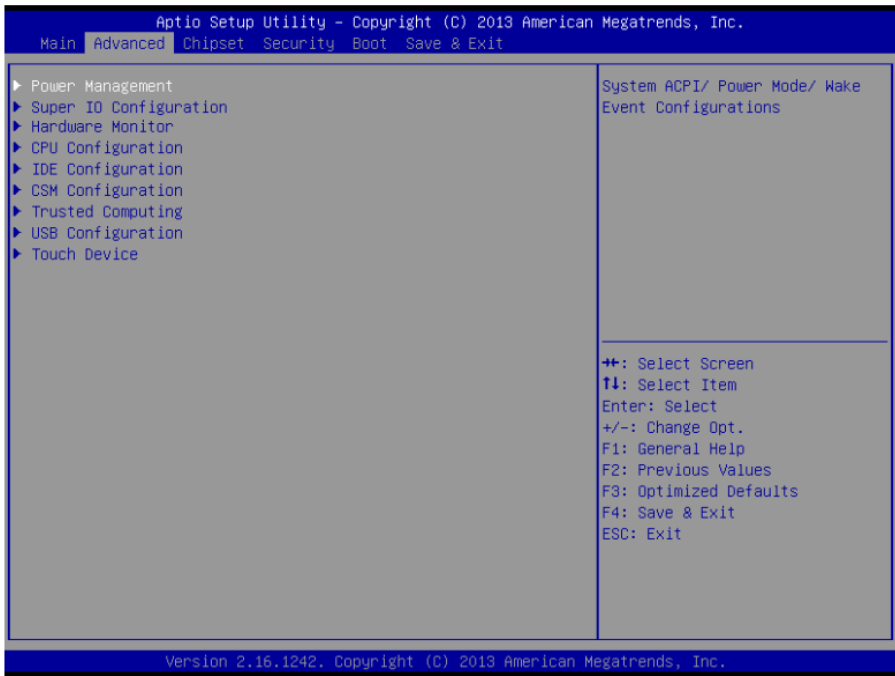 Aptio Setup Utility – Copyright (C) 2013 American Megatrends, Inc.
Main Advanced Chipset Security Boot Save & Exit
▶ Power Management
▶ Super IO Configuration
▶ Hardware Monitor
▶ CPU Configuration
▶ IDE Configuration
▶ CSM Configuration
▶ Trusted Computing
▶ USB Configuration
▶ Touch Device
System ACPI/ Power Mode/ Wake
Event Configurations
→←: Select Screen
↑↓: Select Item
Enter: Select
+/-: Change Opt.
F1: General Help
F2: Previous Values
F3: Optimized Defaults
F4: Save & Exit
ESC: Exit
Version 2.16.1242. Copyright (C) 2013 American Megatrends, Inc.